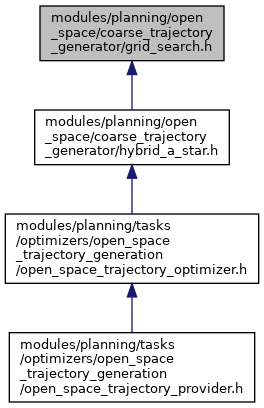 modules/planning/open
_space/coarse_trajectory
_generator/grid_search.h
modules/planning/open
_space/coarse_trajectory
_generator/hybrid_a_star.h
modules/planning/tasks
/optimizers/open_space
_trajectory_generation
/open_space_trajectory_optimizer.h
modules/planning/tasks
/optimizers/open_space
_trajectory_generation
/open_space_trajectory_provider.h